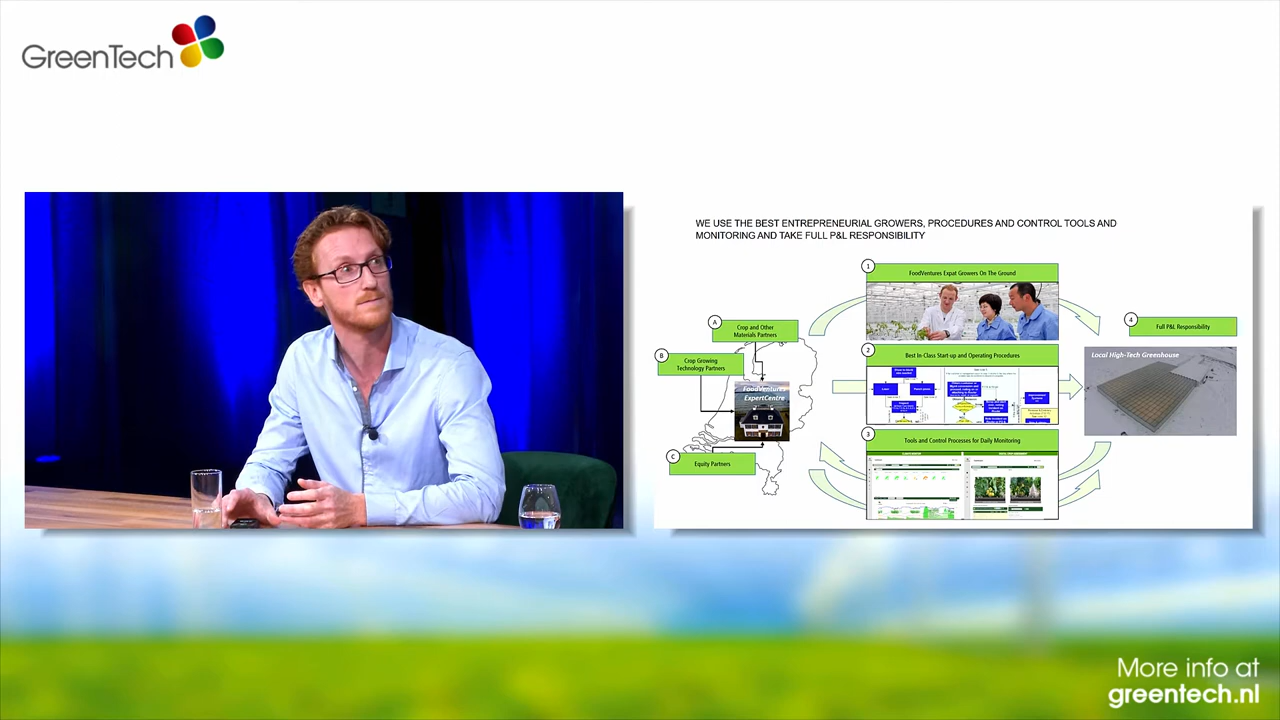 GreenTech
WE USE THE BEST ENTREPRENEURIAL GROWERS, PROCEDURES AND CONTROL TOOLS AND
MONITORING AND TAKE FULL P&L RESPONSIBILITY
1
FoodVentures Expat Growers On The Ground
A
Crop and Other
Materials Partners
B
Crop Growing
Technology Partners
FoodVentures
ExpertCentre
C
Equity Partners
2
Best In-Class Start-up and Operating Procedures
3
Tools and Control Processes for Daily Monitoring
4
Full P&L Responsibility
Local High-Tech Greenhouse
More info at
greentech.nl